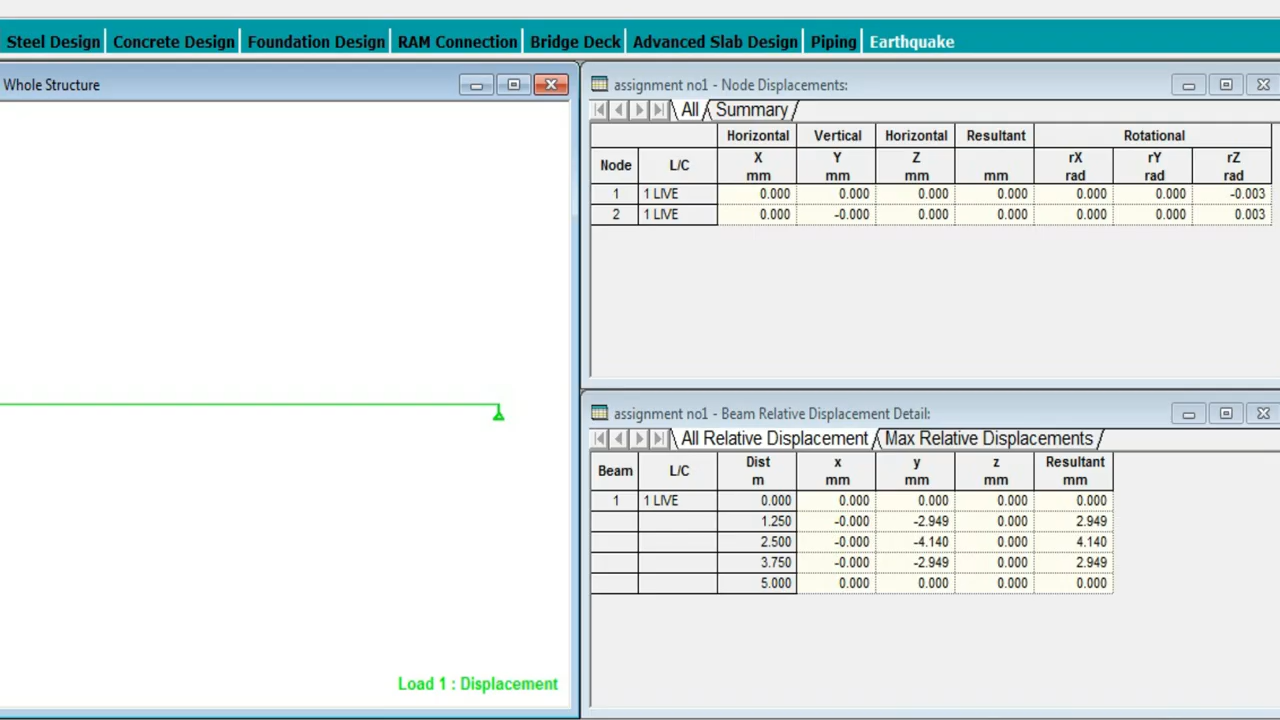 Steel Design Concrete Design Foundation Design RAM Connection Bridge Deck Advanced Slab Design Piping Earthquake
Whole Structure
Load 1 : Displacement
assignment no1 - Node Displacements:
All Summary
Horizontal Vertical Horizontal Resultant Rotational
Node L/C X mm Y mm Z mm mm rX rad rY rad rZ rad
1 1 LIVE 0.000 0.000 0.000 0.000 0.000 0.000 -0.003
2 1 LIVE 0.000 -0.000 0.000 0.000 0.000 0.000 0.003
assignment no1 - Beam Relative Displacement Detail:
All Relative Displacement Max Relative Displacements
Beam L/C Dist m x mm y mm z mm Resultant mm
1 1 LIVE 0.000 0.000 0.000 0.000 0.000
1.250 -0.000 -2.949 0.000 2.949
2.500 -0.000 -4.140 0.000 4.140
3.750 -0.000 -2.949 0.000 2.949
5.000 0.000 0.000 0.000 0.000